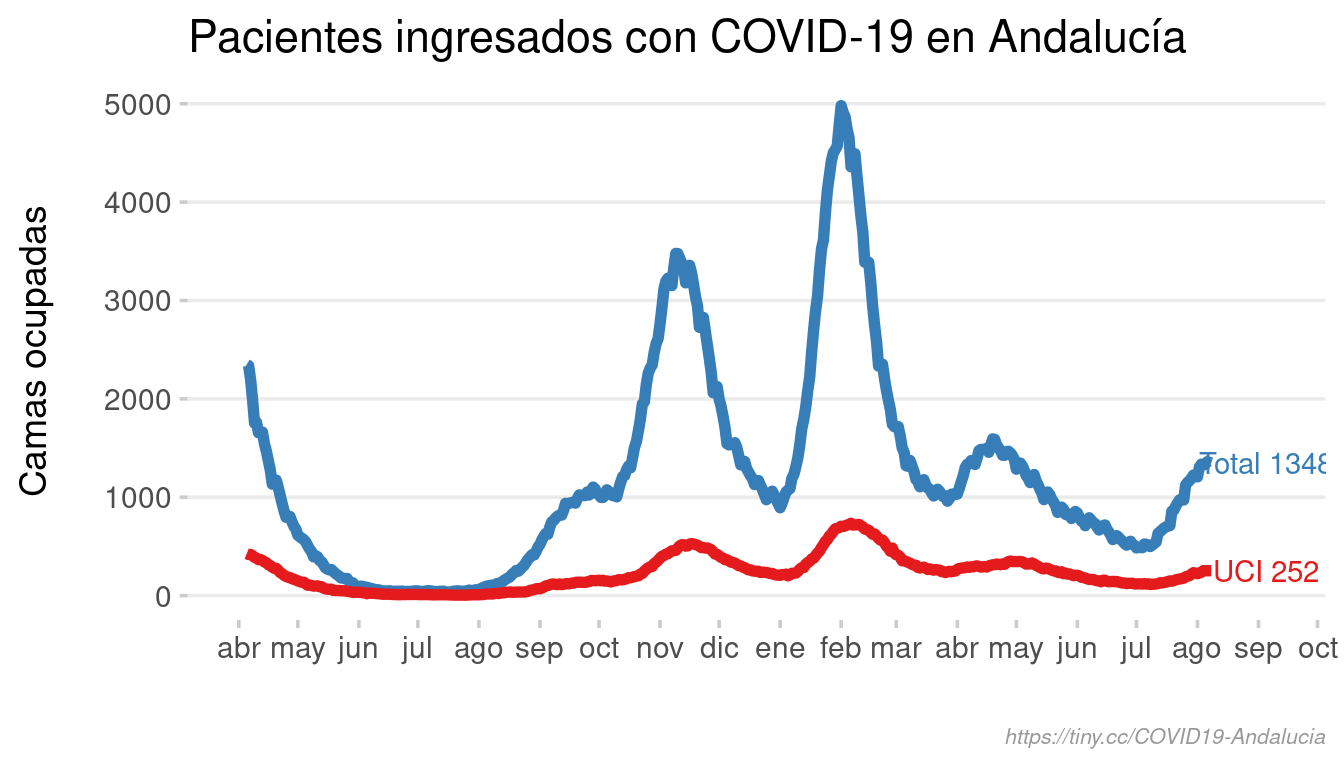 Pacientes ingresados con COVID-19 en Andalucía
Camas ocupadas
5000
4000
3000
2000
1000
0
Total 1348
UCI 252
abr may jun jul ago sep oct nov dic ene feb mar abr may jun jul ago sep oct
https://tiny.cc/COVID19-Andalucia